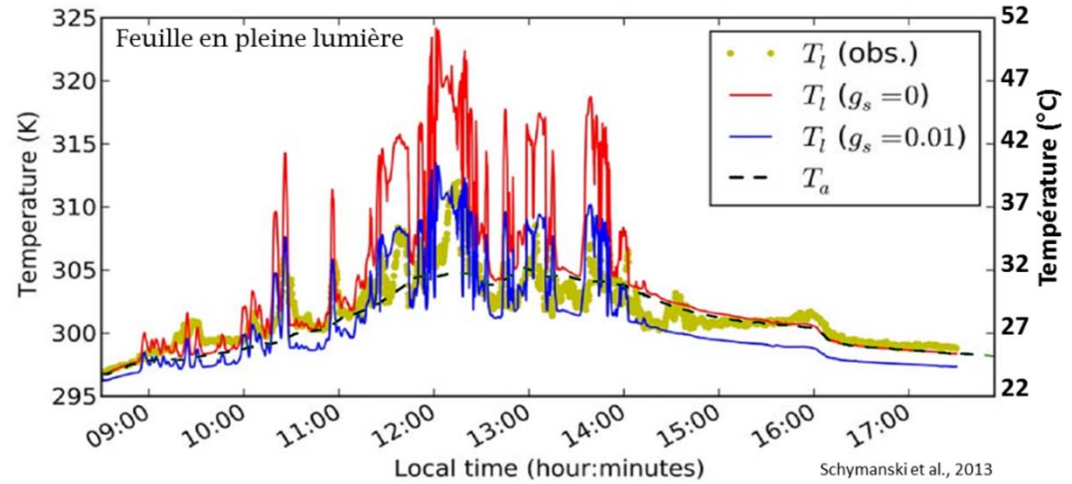 Feuille en pleine lumière
T_l (obs.)
T_l (g_s =0)
T_l (g_s =0.01)
T_a
Temperature (K)
325
320
315
310
305
300
295
52
47
42
37
32
27
22
Température (°C)
09:00
10:00
11:00
12:00
13:00
14:00
15:00
16:00
17:00
Local time (hour:minutes)
Schymanski et al., 2013